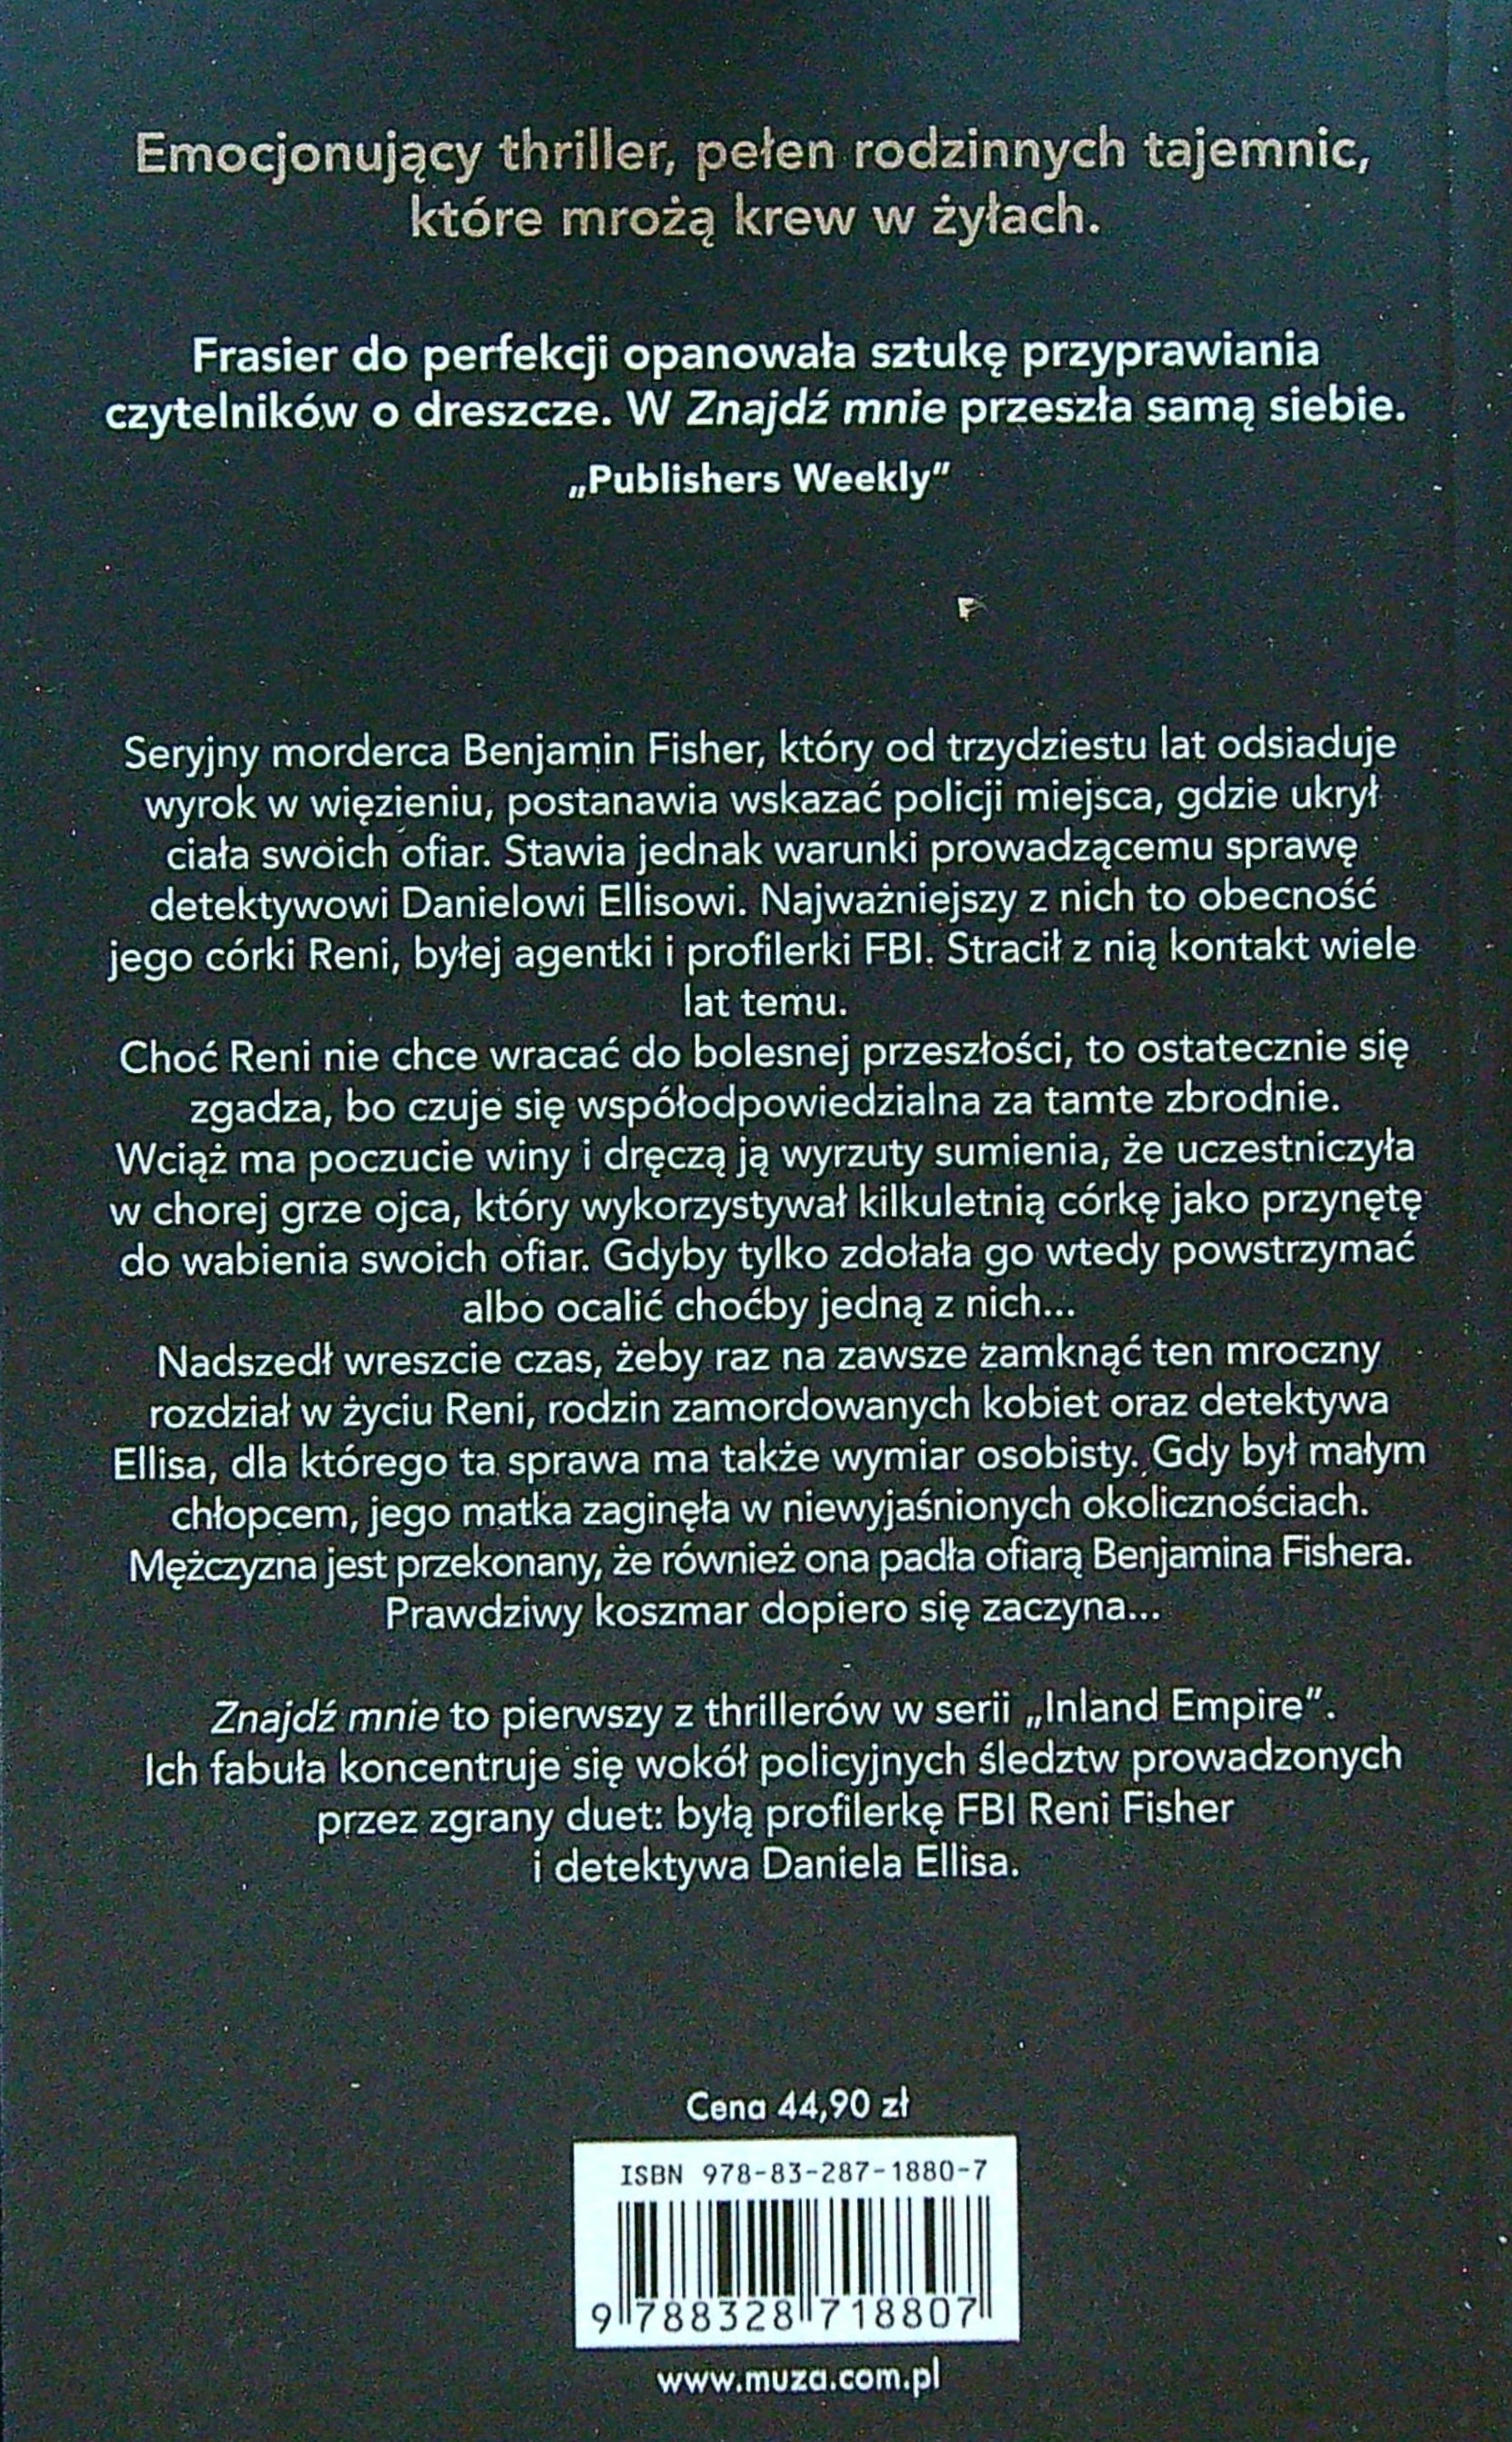 Emocjonujący thriller, pełen rodzinnych tajemnic,
które mrożą krew w żyłach.
Frasier do perfekcji opanowała sztukę przyprawiania
czytelników o dreszcze. W Znajdź mnie przeszła samą siebie.
„Publishers Weekly”
Seryjny morderca Benjamin Fisher, który od trzydziestu lat odsiaduje
wyrok w więzieniu, postanawia wskazać policji miejsca, gdzie ukrył
ciała swoich ofiar. Stawia jednak warunki prowadzącemu sprawę
detektywowi Danielowi Ellisowi. Najważniejszy z nich to obecność
jego córki Reni, byłej agentki i profilerki FBI. Stracił z nią kontakt wiele
lat temu.
Choć Reni nie chce wracać do bolesnej przeszłości, to ostatecznie się
zgadza, bo czuje się współodpowiedzialna za tamte zbrodnie.
Wciąż ma poczucie winy i dręczą ją wyrzuty sumienia, że uczestniczyła
w chorej grze ojca, który wykorzystywał kilkuletnią córkę jako przynętę
do wabienia swoich ofiar. Gdyby tylko zdołała go wtedy powstrzymać
albo ocalić choćby jedną z nich...
Nadszedł wreszcie czas, żeby raz na zawsze zamknąć ten mroczny
rozdział w życiu Reni, rodzin zamordowanych kobiet oraz detektywa
Ellisa, dla którego ta sprawa ma także wymiar osobisty. Gdy był małym
chłopcem, jego matka zaginęła w niewyjaśnionych okolicznościach.
Mężczyzna jest przekonany, że również ona padła ofiarą Benjamina Fishera.
Prawdziwy koszmar dopiero się zaczyna...
Znajdź mnie to pierwszy z thrillerów w serii „Inland Empire”.
Ich fabuła koncentruje się wokół policyjnych śledztw prowadzonych
przez zgrany duet: byłą profilerkę FBI Reni Fisher
i detektywa Daniela Ellisa.
Cena 44,90 zł
ISBN 978-83-287-1880-7
9 788328 718807
www.muza.com.pl